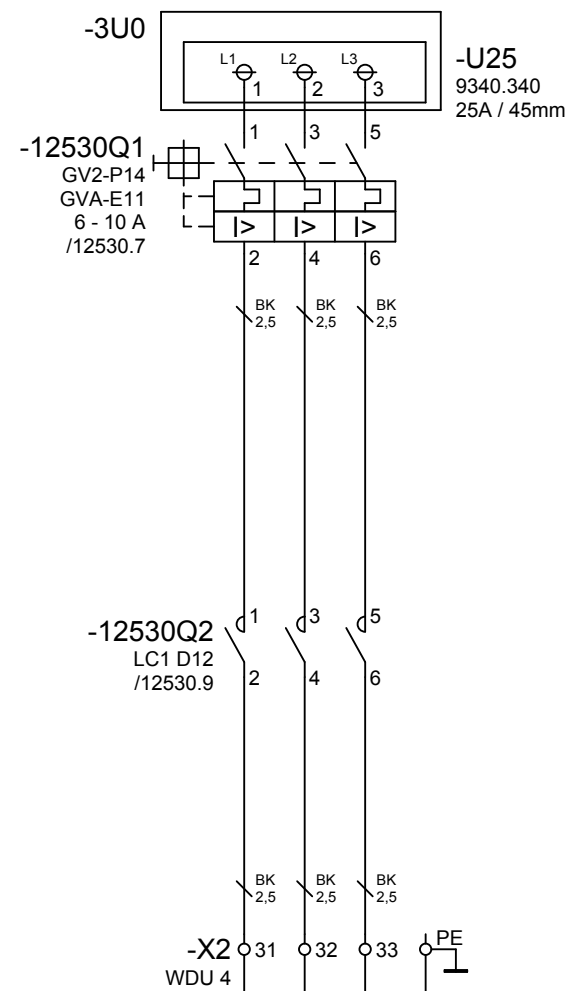 -3U0
L1 L2 L3
1 2 3
-U25
9340.340
25A / 45mm
1 3 5
-12530Q1
GV2-P14
GVA-E11
6 - 10 A
/12530.7
I> I> I>
2 4 6
BK BK BK
2,5 2,5 2,5
1 3 5
-12530Q2
LC1 D12
/12530.9
2 4 6
BK BK BK
2,5 2,5 2,5
-X2 31 32 33 PE
WDU 4